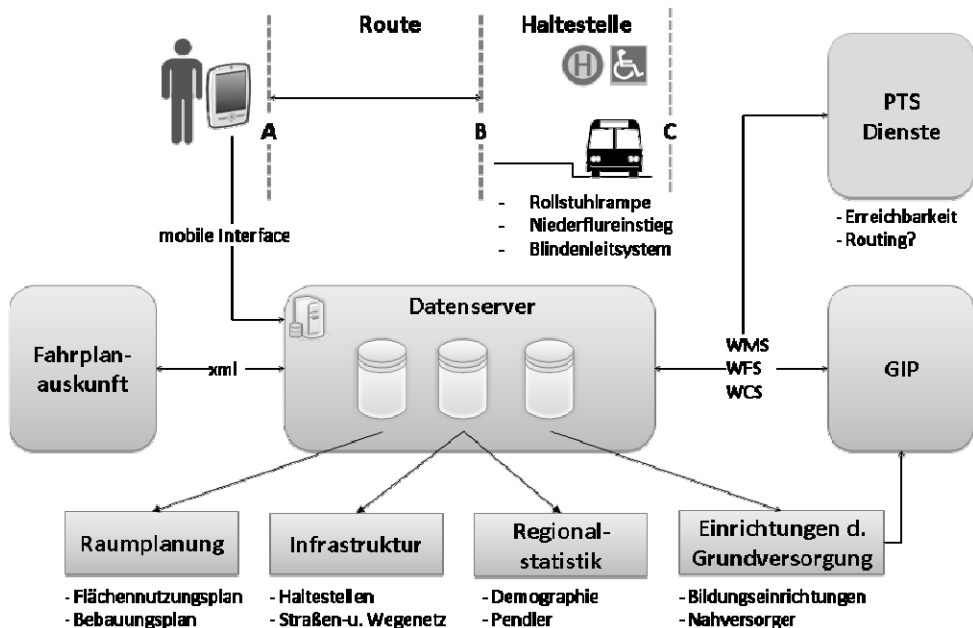 Route
Haltestelle
H
A
B
C
- Rollstuhlrampe
- Niederflureinstieg
- Blindenleitsystem
PTS
Dienste
- Erreichbarkeit
- Routing?
mobile Interface
Datenserver
Fahrplan-
auskunft
xml
WMS
WFS
WCS
GIP
Raumplanung
- Flächennutzungsplan
- Bebauungsplan
Infrastruktur
- Haltestellen
- Straßen-u. Wegenetz
Regional-
statistik
- Demographie
- Pendler
Einrichtungen d.
Grundversorgung
- Bildungseinrichtungen
- Nahversorger